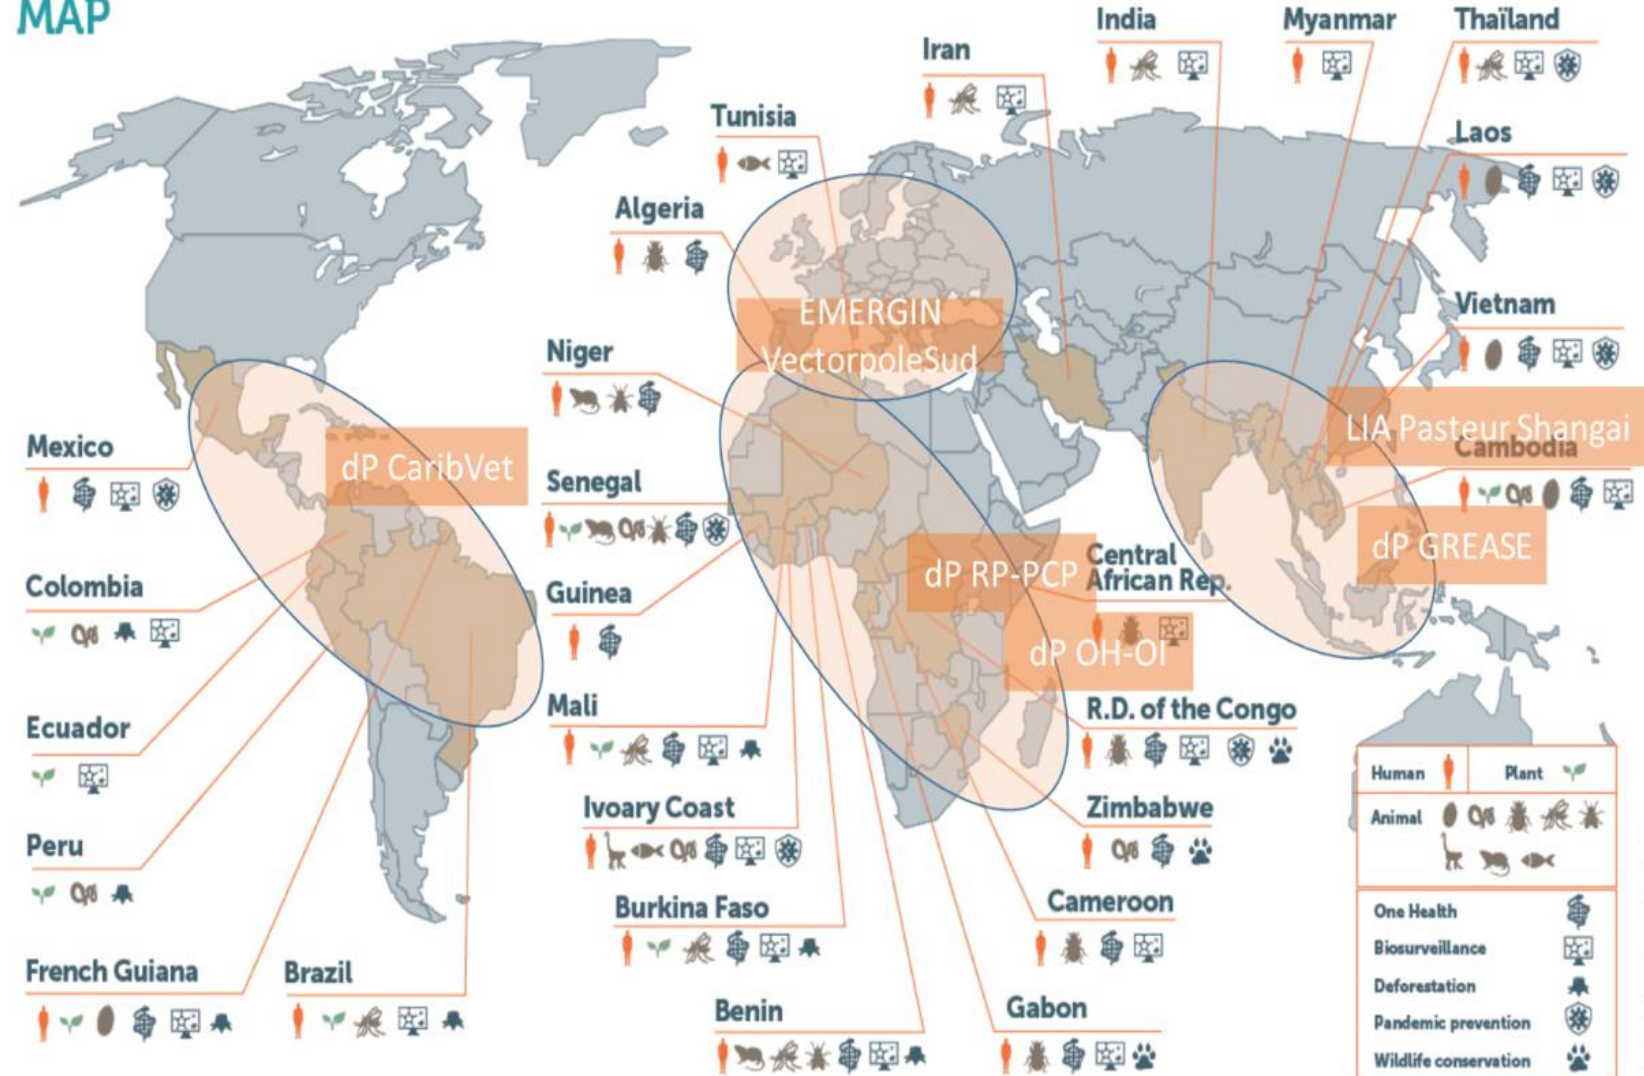 MAP
India
Myanmar
Thaïland
Iran
Tunisia
Laos
Algeria
EMERGIN
VectorpoleSud
Vietnam
Niger
LIA Pasteur Shangai
Cambodia
Mexico
dP CaribVet
Senegal
dP GREASE
dP RP-PCP
Central
African Rep.
Colombia
Guinea
dP OH-OI
Mali
R.D. of the Congo
Ecuador
Ivoary Coast
Zimbabwe
Peru
Burkina Faso
Cameroon
French Guiana
Brazil
Benin
Gabon
Human
Plant
Animal
One Health
Biosurveillance
Deforestation
Pandemic prevention
Wildlife conservation